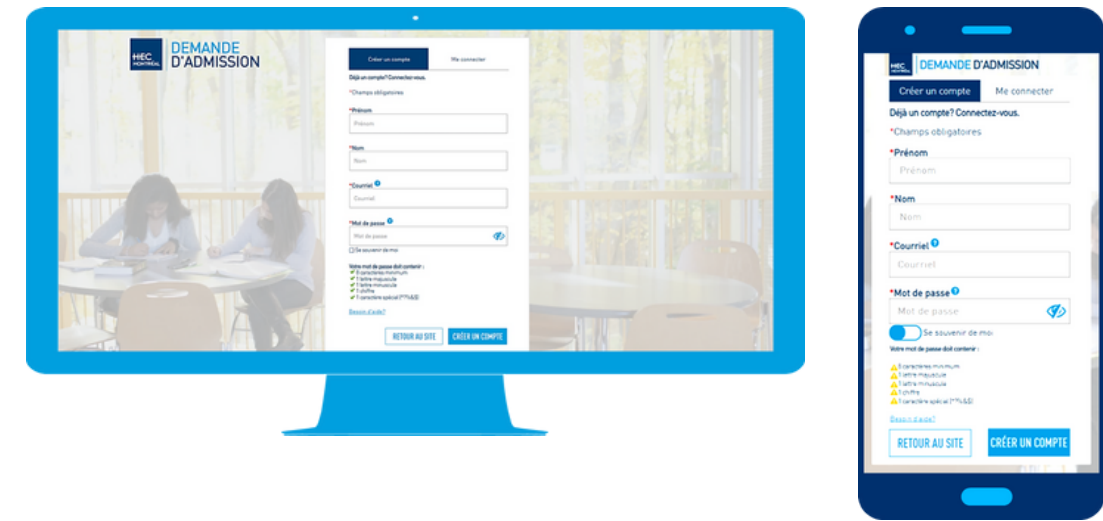 HEC
MONTRÉAL
DEMANDE
D'ADMISSION
Créer un compte
Me connecter
Déjà un compte? Connectez-vous.
*Champs obligatoires
*Prénom
Prénom
*Nom
Nom
*Courriel ?
Courriel
*Mot de passe ?
Mot de passe
Se souvenir de moi
Votre mot de passe doit contenir :
8 caractères minimum
1 lettre majuscule
1 lettre minuscule
1 chiffre
1 caractère spécial
Besoin d'aide?
RETOUR AU SITE
CRÉER UN COMPTE
HEC
MONTRÉAL
DEMANDE D'ADMISSION
Créer un compte
Me connecter
Déjà un compte? Connectez-vous.
*Champs obligatoires
*Prénom
Prénom
*Nom
Nom
*Courriel ?
Courriel
*Mot de passe ?
Mot de passe
Se souvenir de moi
Votre mot de passe doit contenir :
8 caractères minimum
1 lettre majuscule
1 lettre minuscule
1 chiffre
1 caractère spécial
Besoin d'aide?
RETOUR AU SITE
CRÉER UN COMPTE